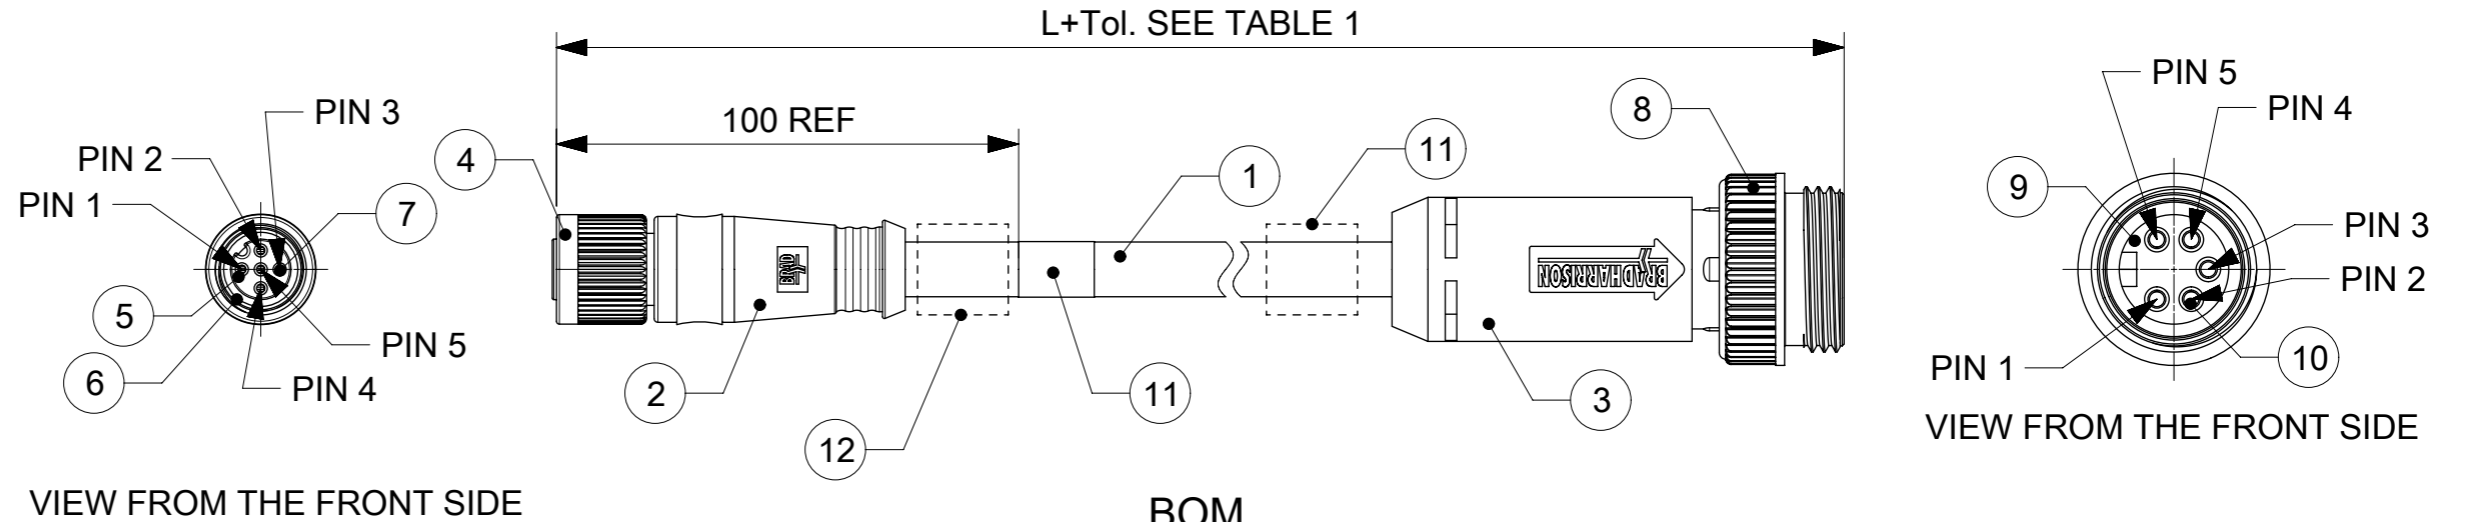 L+Tol. SEE TABLE 1
100 REF
PIN 3
PIN 2
PIN 1
4
7
5
6
PIN 5
PIN 4
VIEW FROM THE FRONT SIDE
BRAD
2
12
11
1
11
BRADHARRISON
3
8
PIN 5
PIN 4
9
PIN 3
PIN 2
PIN 1
10
VIEW FROM THE FRONT SIDE
BOM